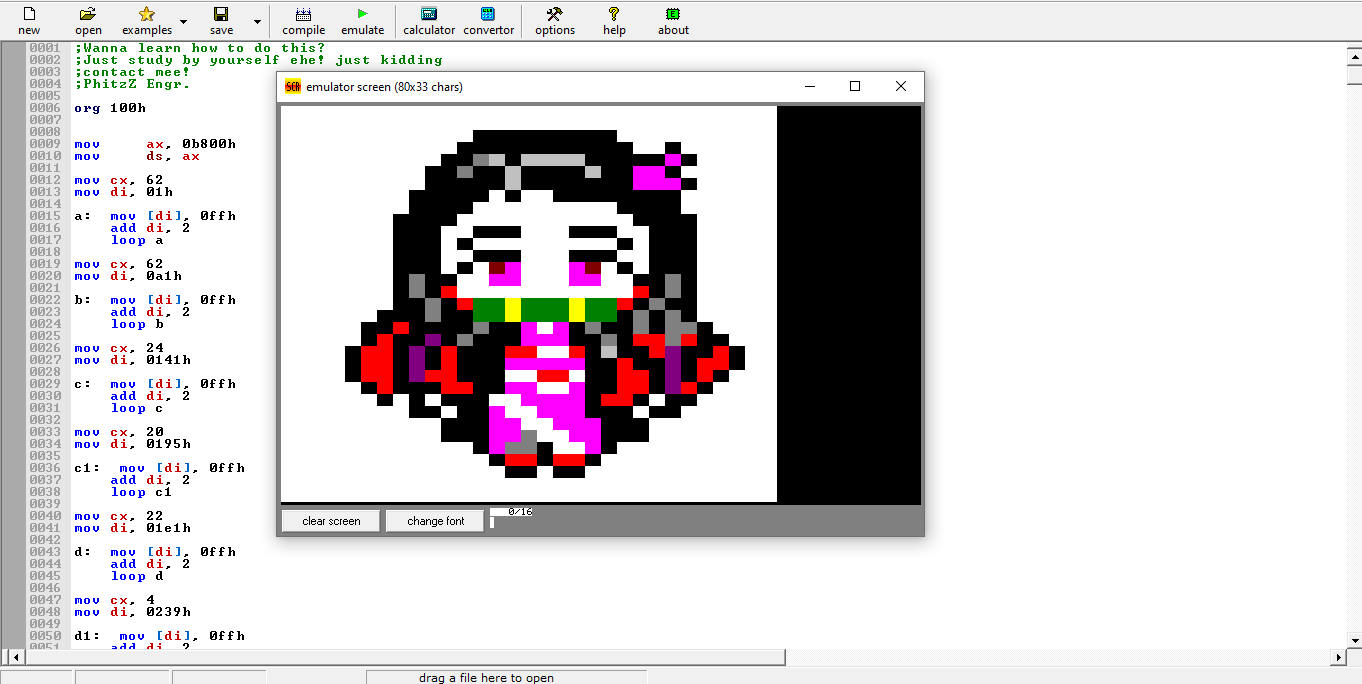 new open examples save compile emulate calculator convertor options help about
0001 ;Wanna learn how to do this?
0002 ;Just study by yourself ehe! just kidding
0003 ;contact mee!
0004 ;PhitzZ Engr.
0005
0006 org 100h
0007
0008
0009 mov     ax, 0b800h
0010 mov     ds, ax
0011
0012 mov cx, 62
0013 mov di, 01h
0014
0015 a:  mov [di], 0ffh
0016     add di, 2
0017     loop a
0018
0019 mov cx, 62
0020 mov di, 0a1h
0021
0022 b:  mov [di], 0ffh
0023     add di, 2
0024     loop b
0025
0026 mov cx, 24
0027 mov di, 0141h
0028
0029 c:  mov [di], 0ffh
0030     add di, 2
0031     loop c
0032
0033 mov cx, 20
0034 mov di, 0195h
0035
0036 c1:  mov [di], 0ffh
0037     add di, 2
0038     loop c1
0039
0040 mov cx, 22
0041 mov di, 01e1h
0042
0043 d:  mov [di], 0ffh
0044     add di, 2
0045     loop d
0046
0047 mov cx, 4
0048 mov di, 0239h
0049
0050 d1:  mov [di], 0ffh
0051     add di, 2
SCR emulator screen (80x33 chars)
clear screen change font 0/16
drag a file here to open